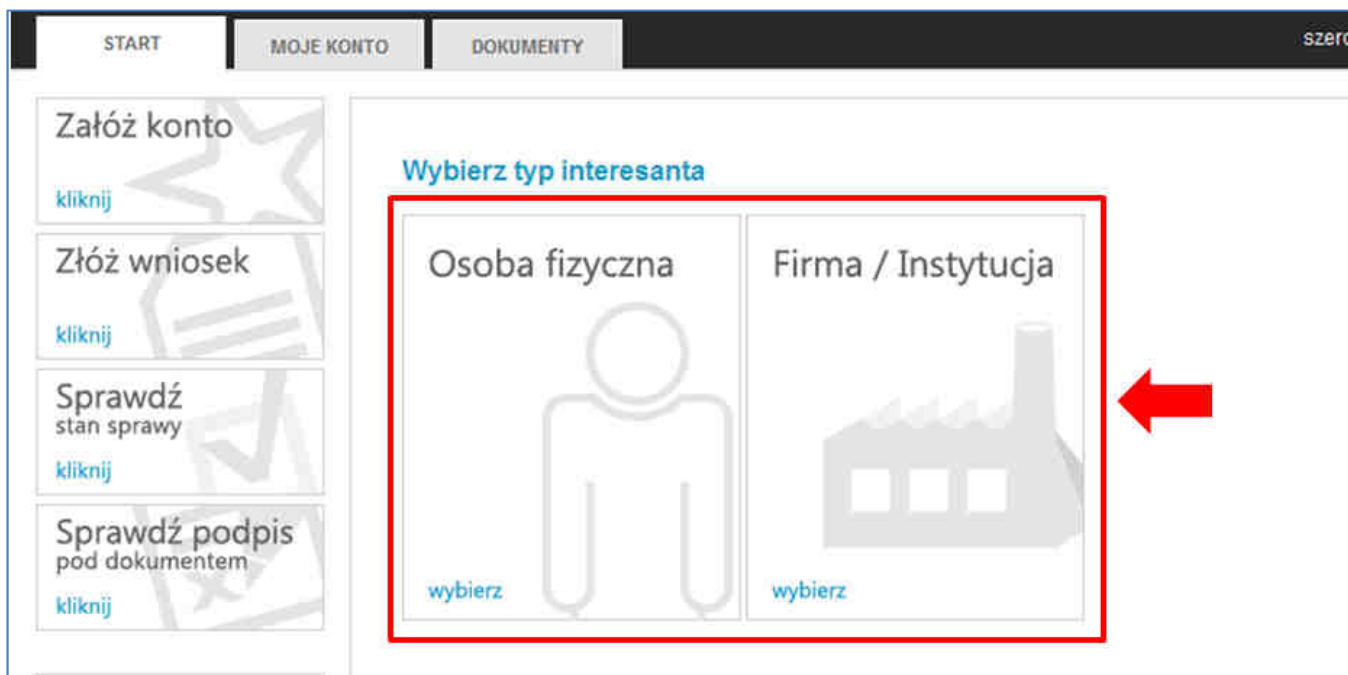 START
MOJE KONTO
DOKUMENTY
Załóż konto
kliknij
Złóż wniosek
kliknij
Sprawdź
stan sprawy
kliknij
Sprawdź podpis
pod dokumentem
kliknij
Wybierz typ interesanta
Osoba fizyczna
wybierz
Firma / Instytucja
wybierz